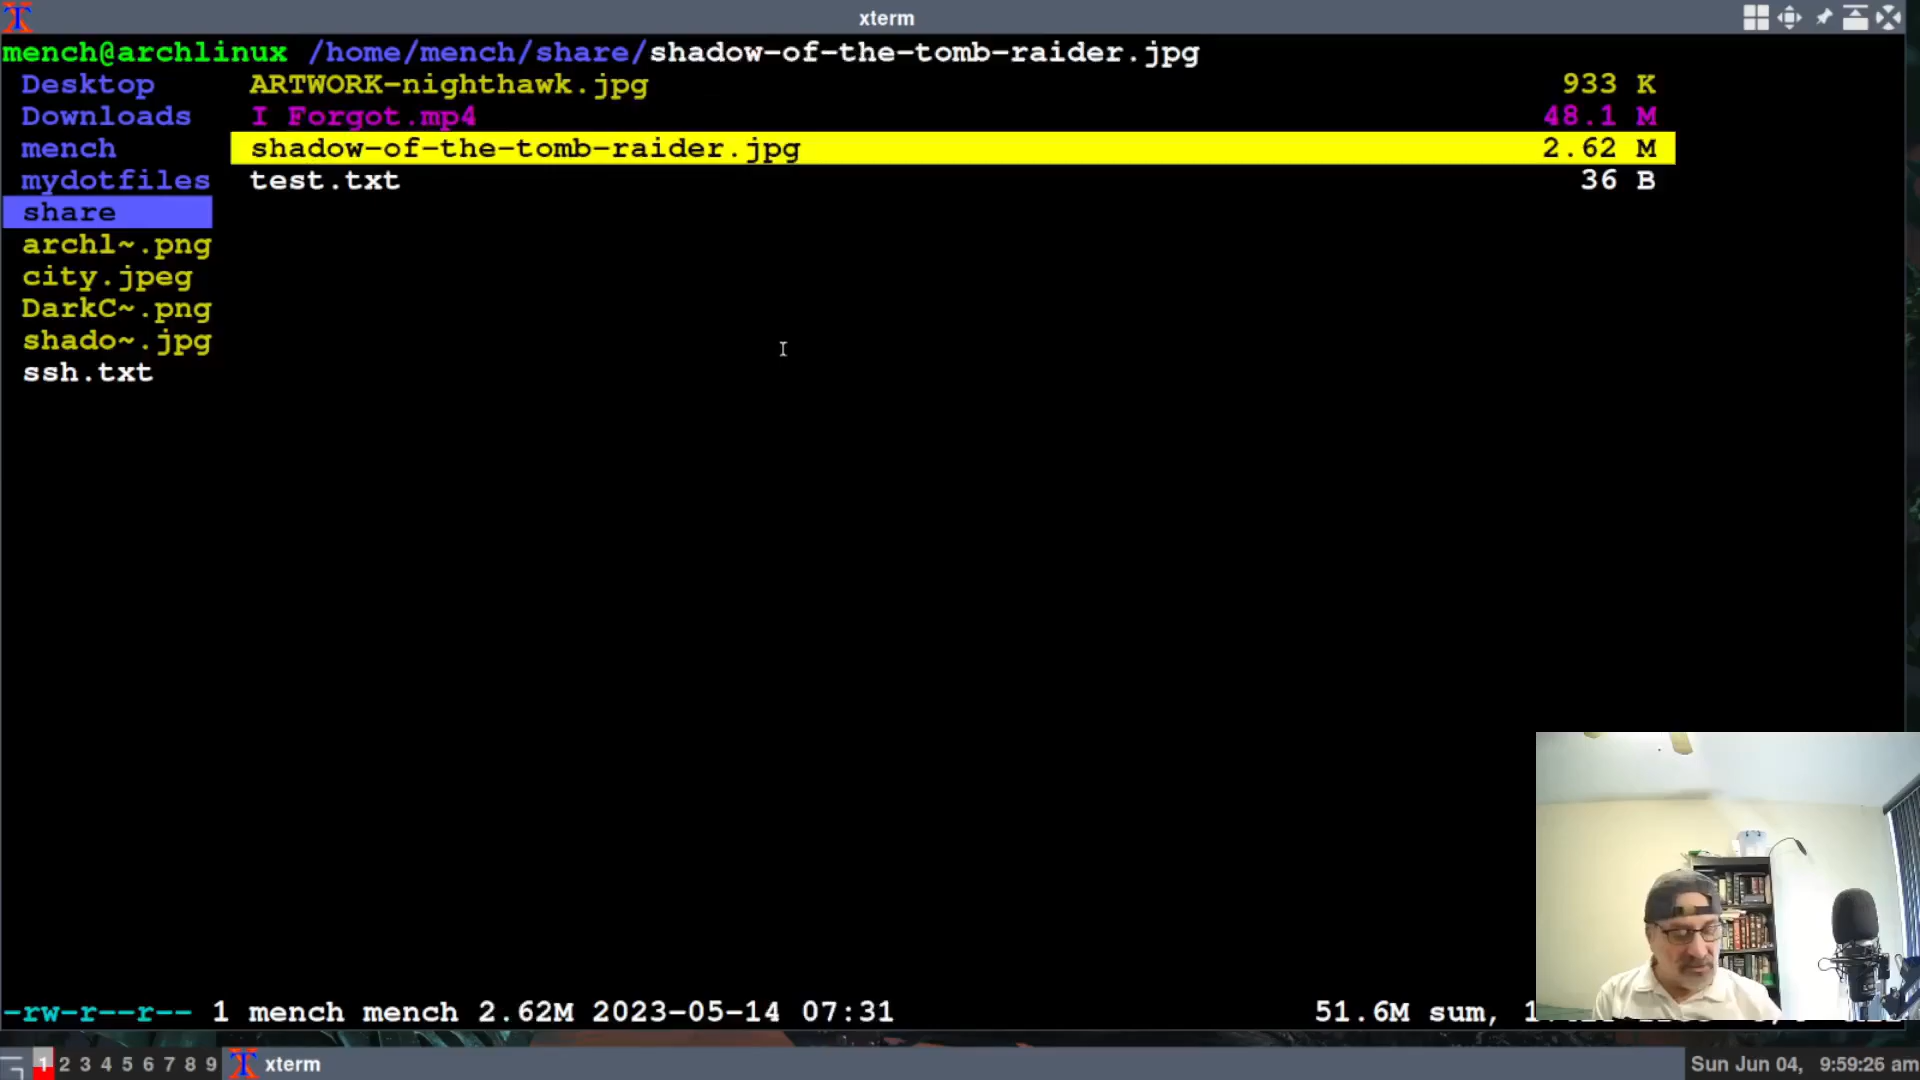 xterm
mench@archlinux /home/mench/share/shadow-of-the-tomb-raider.jpg
Desktop ARTWORK-nighthawk.jpg 933 K
Downloads I Forgot.mp4 48.1 M
mench shadow-of-the-tomb-raider.jpg 2.62 M
mydotfiles test.txt 36 B
share
archl~.png
city.jpeg
DarkC~.png
shado~.jpg
ssh.txt
-rw-r--r-- 1 mench mench 2.62M 2023-05-14 07:31 51.6M sum,
1 2 3 4 5 6 7 8 9 xterm Sun Jun 04, 9:59:26 am